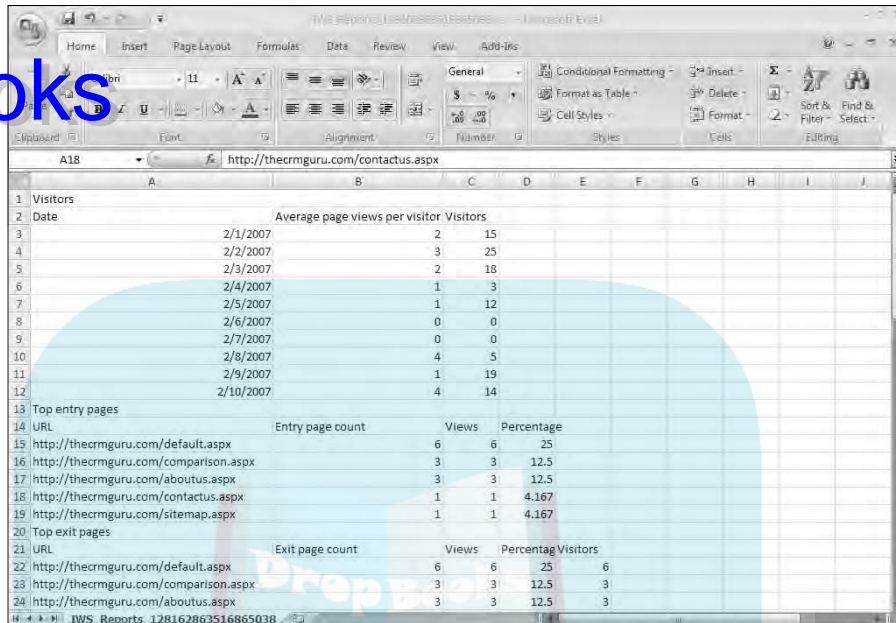 Home Insert Page Layout Formulas Data Review View Add-Ins
oks
11 General Conditional Formatting Insert
B I U $ % Format as Table Delete
Cell Styles Format Sort & Filter Find & Select
Clipboard Font Alignment Number Styles Cells Editing
A18 fx http://thecrmguru.com/contactus.aspx
A B C D E F G H I J
1 Visitors
2 Date Average page views per visitor Visitors
3 2/1/2007 2 15
4 2/2/2007 3 25
5 2/3/2007 2 18
6 2/4/2007 1 3
7 2/5/2007 1 12
8 2/6/2007 0 0
9 2/7/2007 0 0
10 2/8/2007 4 5
11 2/9/2007 1 19
12 2/10/2007 4 14
13 Top entry pages
14 URL Entry page count Views Percentage
15 http://thecrmguru.com/default.aspx 6 6 25
16 http://thecrmguru.com/comparison.aspx 3 3 12.5
17 http://thecrmguru.com/aboutus.aspx 3 3 12.5
18 http://thecrmguru.com/contactus.aspx 1 1 4.167
19 http://thecrmguru.com/sitemap.aspx 1 1 4.167
20 Top exit pages
21 URL Exit page count Views Percentag Visitors
22 http://thecrmguru.com/default.aspx 6 6 25 6
23 http://thecrmguru.com/comparison.aspx 3 3 12.5 3
24 http://thecrmguru.com/aboutus.aspx 3 3 12.5 3
DropBooks
IWS_Reports_128162863516865038